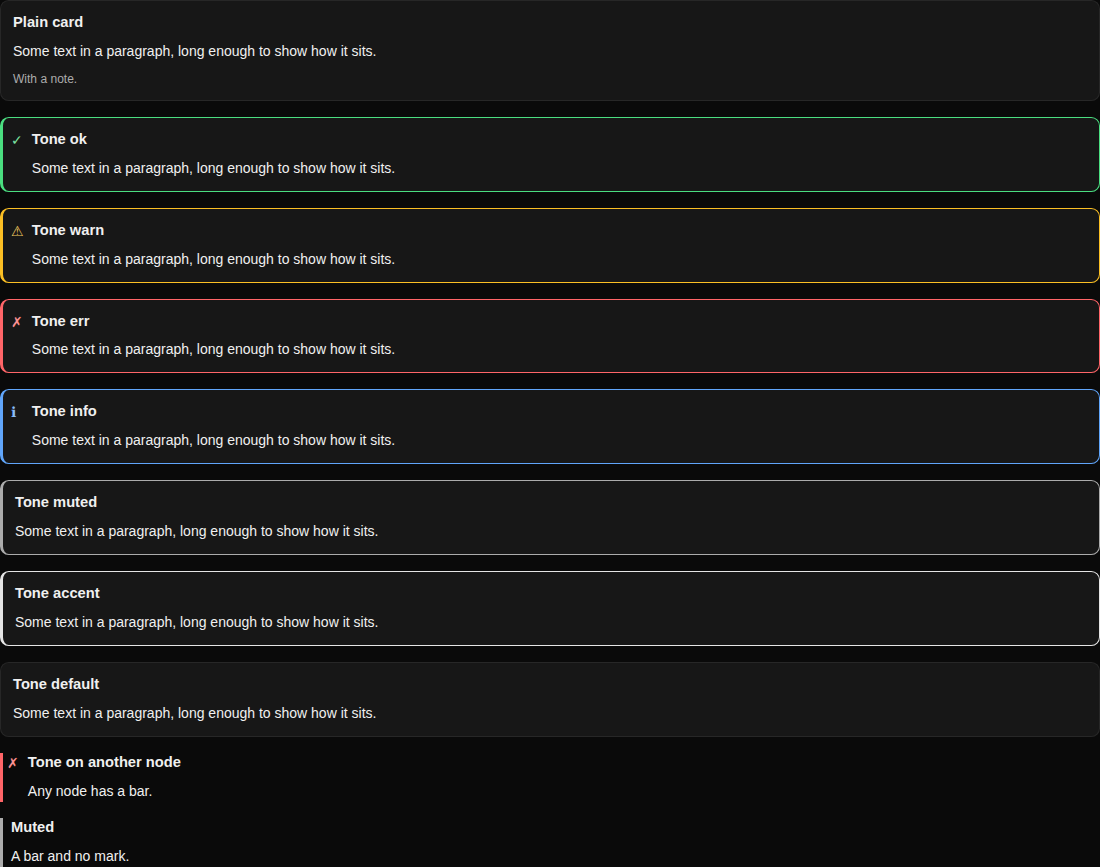 Plain card
Some text in a paragraph, long enough to show how it sits.
With a note.
✓ Tone ok
Some text in a paragraph, long enough to show how it sits.
⚠ Tone warn
Some text in a paragraph, long enough to show how it sits.
✗ Tone err
Some text in a paragraph, long enough to show how it sits.
ℹ Tone info
Some text in a paragraph, long enough to show how it sits.
Tone muted
Some text in a paragraph, long enough to show how it sits.
Tone accent
Some text in a paragraph, long enough to show how it sits.
Tone default
Some text in a paragraph, long enough to show how it sits.
✗ Tone on another node
Any node has a bar.
Muted
A bar and no mark.